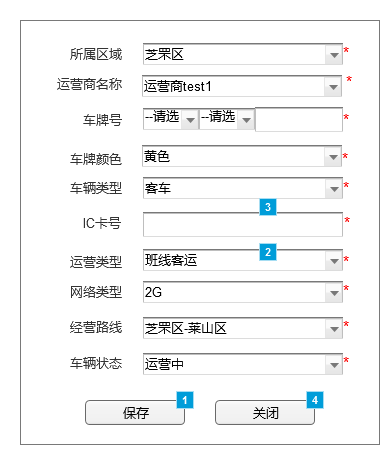 所属区域 芝罘区 *
运营商名称 运营商test1 *
车牌号 --请选 --请选 *
车牌颜色 黄色 *
车辆类型 客车 *
3
IC卡号 *
2
运营类型 班线客运 *
网络类型 2G *
经营路线 芝罘区-莱山区 *
车辆状态 运营中 *
保存 1 关闭 4